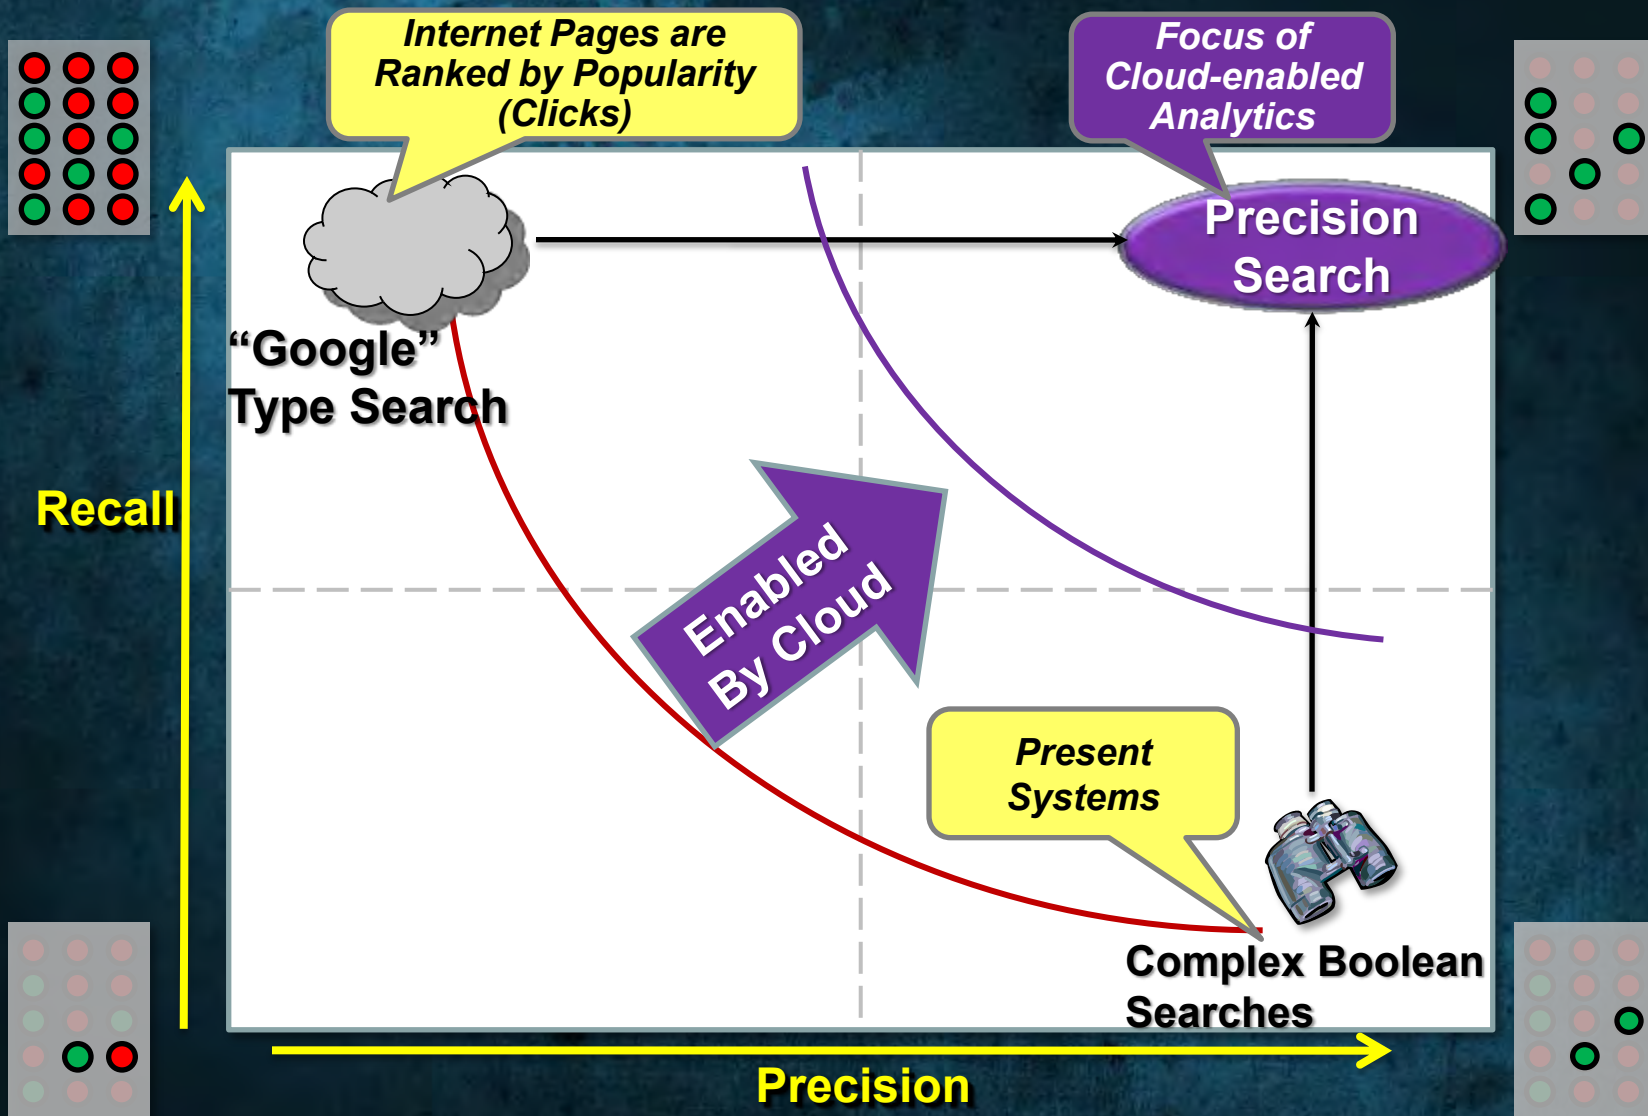 Internet Pages are
Ranked by Popularity
(Clicks)
Focus of
Cloud-enabled
Analytics
Precision
Search
“Google”
Type Search
Recall
Enabled
By Cloud
Present
Systems
Complex Boolean
Searches
Precision